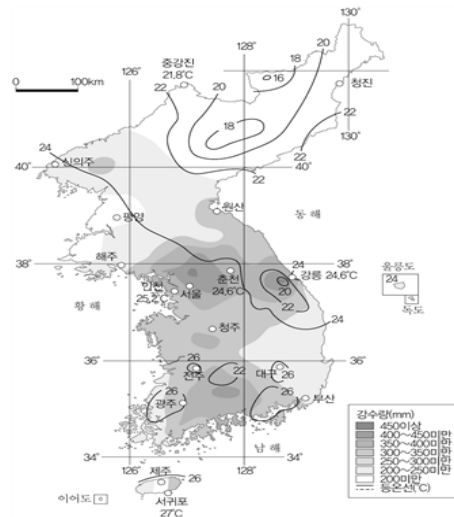 130°
20
18
126°
중강진
21.8°C
128°
16
청진
0 100km
22
20
18
22
130°
24
신의주
40°
22
22
40°
원산
평양
동해
해주
38°
24
38°
울릉도
24
독도
춘천
24.6°C
강릉 24.6°C
인천
25.2°C
서울
20
22
황해
24
청주
36°
26
전주
22
대구
26
36°
26
광주
26
부산
남해
34°
126°
128°
34°
제주
26
이어도
서귀포
27°C
강수량(mm)
450이상
400~450미만
350~400미만
300~350미만
250~300미만
200~250미만
200미만
등온선(°C)